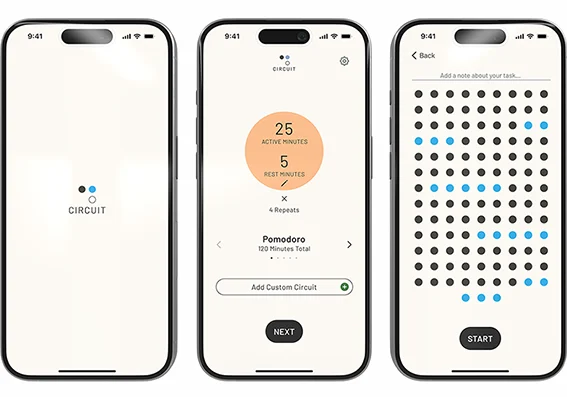 9:41
CIRCUIT
9:41
CIRCUIT
25
ACTIVE MINUTES
5
REST MINUTES
×
4 Repeats
Pomodoro
120 Minutes Total
Add Custom Circuit
NEXT
9:41
Back
Add a note about your task...
START